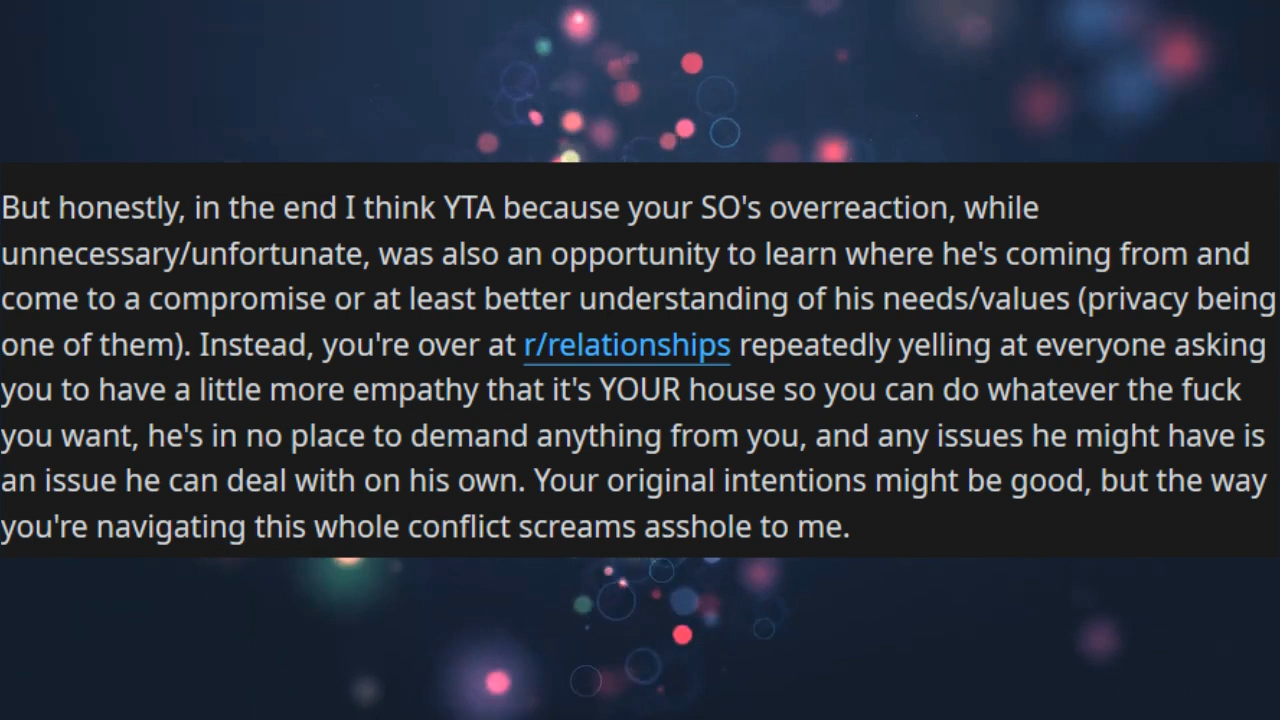 But honestly, in the end I think YTA because your SO's overreaction, while
unnecessary/unfortunate, was also an opportunity to learn where he's coming from and
come to a compromise or at least better understanding of his needs/values (privacy being
one of them). Instead, you're over at r/relationships repeatedly yelling at everyone asking
you to have a little more empathy that it's YOUR house so you can do whatever the fuck
you want, he's in no place to demand anything from you, and any issues he might have is
an issue he can deal with on his own. Your original intentions might be good, but the way
you're navigating this whole conflict screams asshole to me.